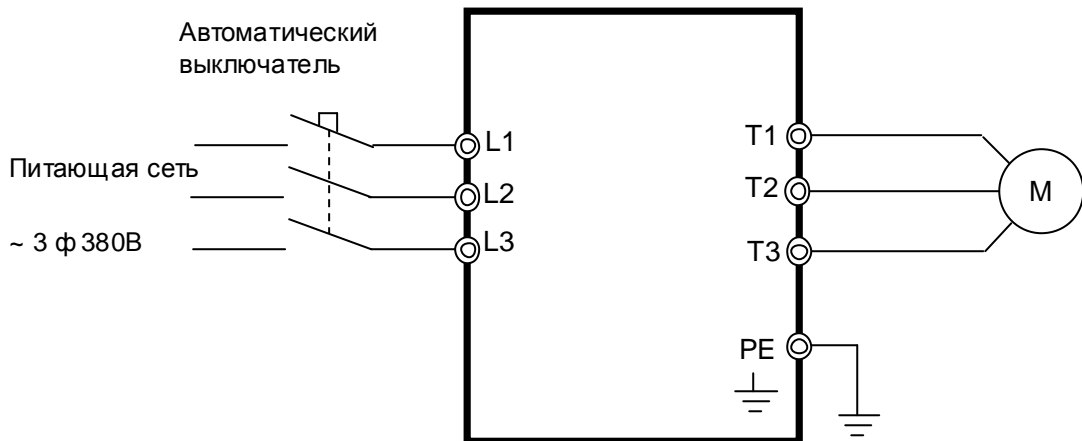 Автоматический
выключатель
L1
T1
Питающая сеть
L2
T2
М
~ 3 ф 380В
L3
T3
PE